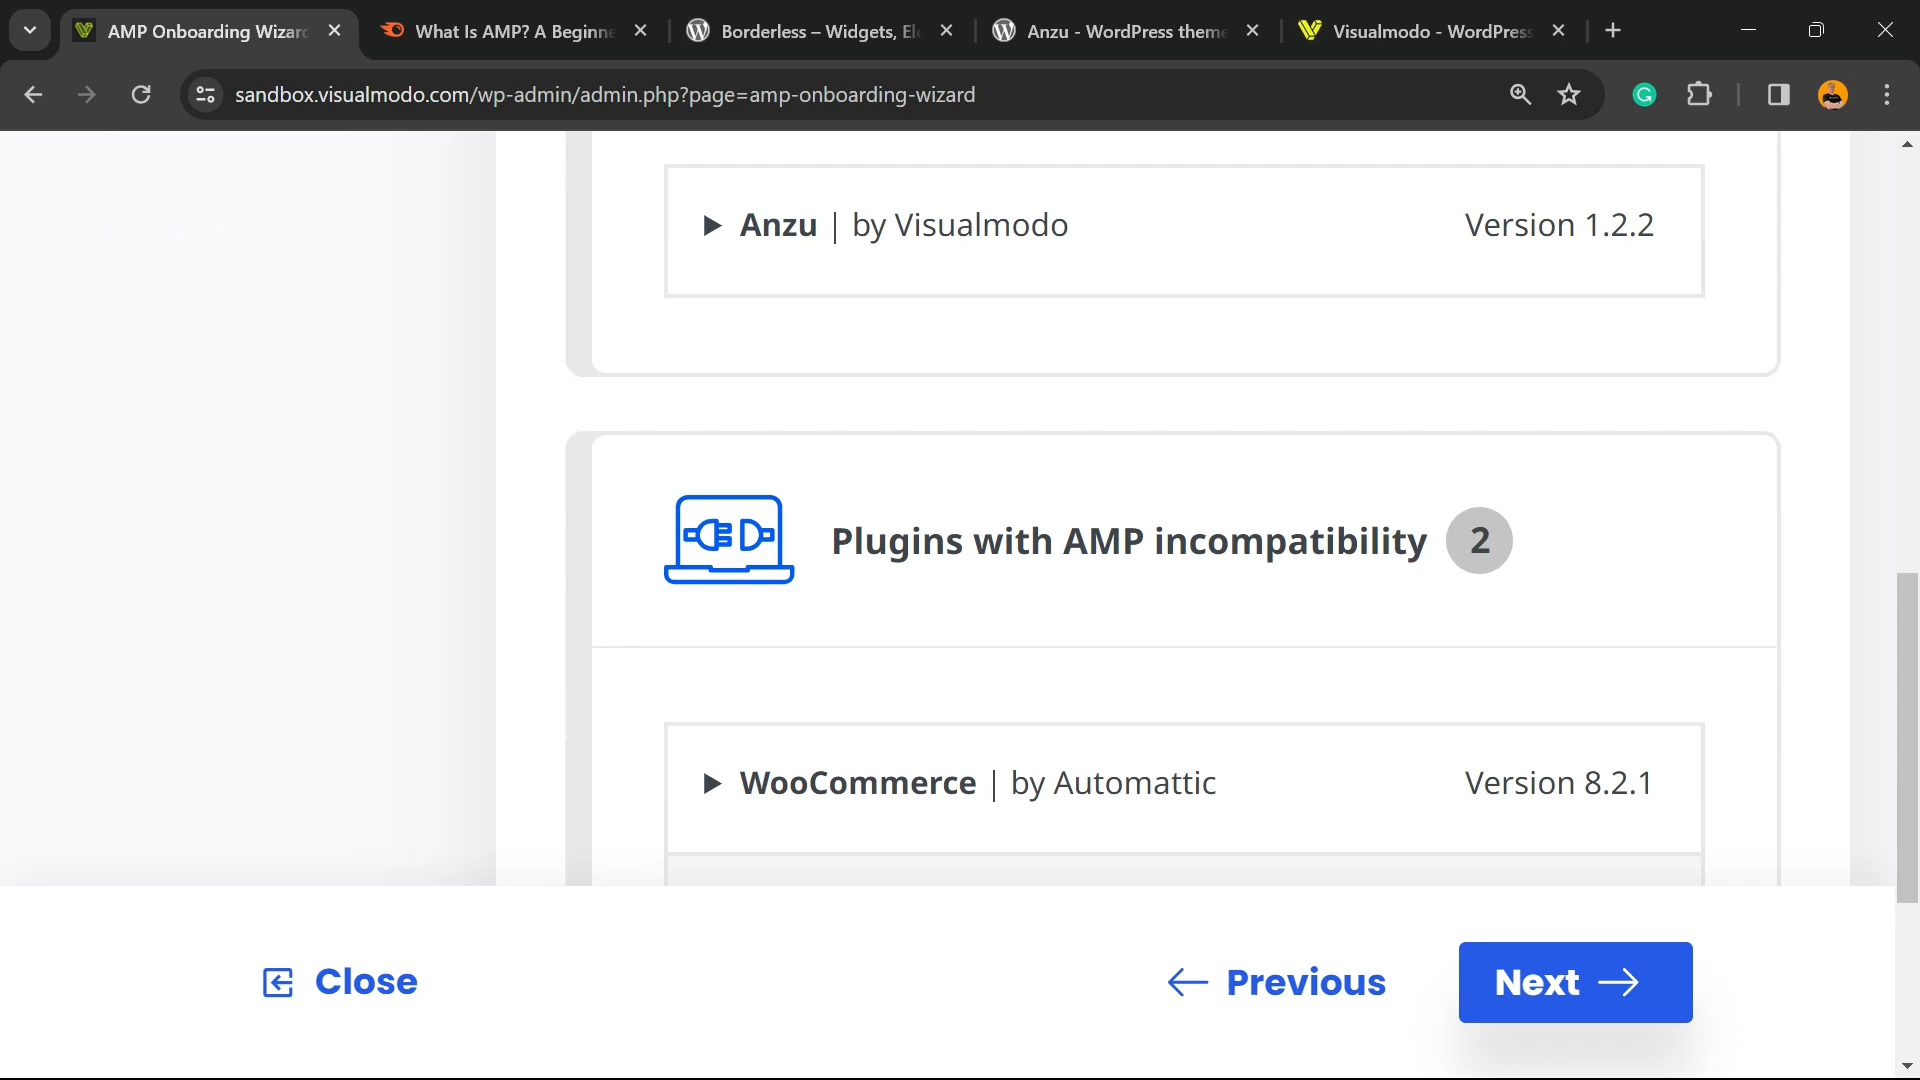 AMP Onboarding Wizar
What Is AMP? A Beginne
Borderless – Widgets, El
Anzu - WordPress theme
Visualmodo - WordPress
sandbox.visualmodo.com/wp-admin/admin.php?page=amp-onboarding-wizard
Anzu | by Visualmodo
Version 1.2.2
Plugins with AMP incompatibility 2
WooCommerce | by Automattic
Version 8.2.1
Close
Previous
Next